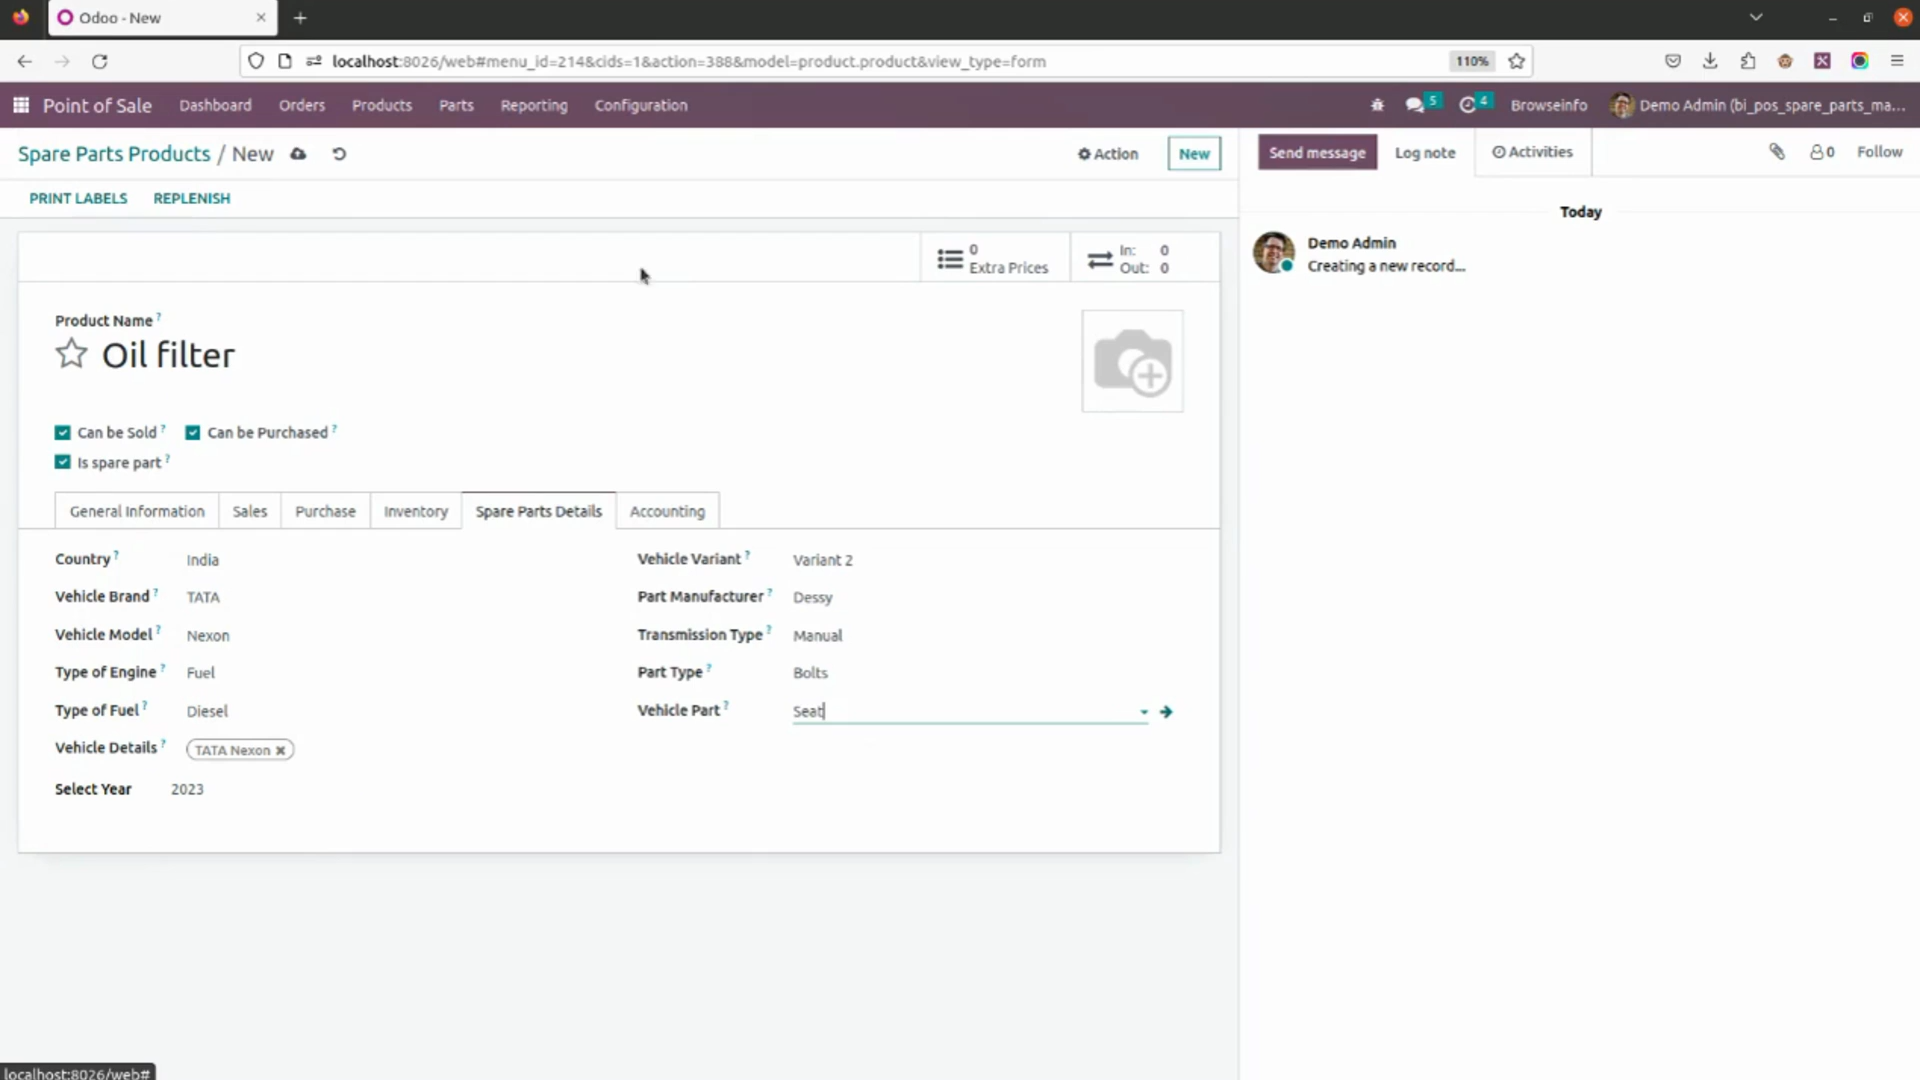 Odoo - New
localhost:8026/web#menu_id=214&cids=1&action=388&model=product.product&view_type=form
110%
Point of Sale Dashboard Orders Products Parts Reporting Configuration 5 4 Browseinfo Demo Admin (bi_pos_spare_parts_ma...
Spare Parts Products / New Action New Send message Log note Activities 0 Follow
PRINT LABELS REPLENISH
Today
0 Extra Prices
In: 0
Out: 0
Demo Admin
Creating a new record...
Product Name ?
Oil filter
Can be Sold ? Can be Purchased ?
Is spare part ?
General Information Sales Purchase Inventory Spare Parts Details Accounting
Country ? India
Vehicle Brand ? TATA
Vehicle Model ? Nexon
Type of Engine ? Fuel
Type of Fuel ? Diesel
Vehicle Details ? TATA Nexon
Select Year 2023
Vehicle Variant ? Variant 2
Part Manufacturer ? Dessy
Transmission Type ? Manual
Part Type ? Bolts
Vehicle Part ? Seat
localhost:8026/web#